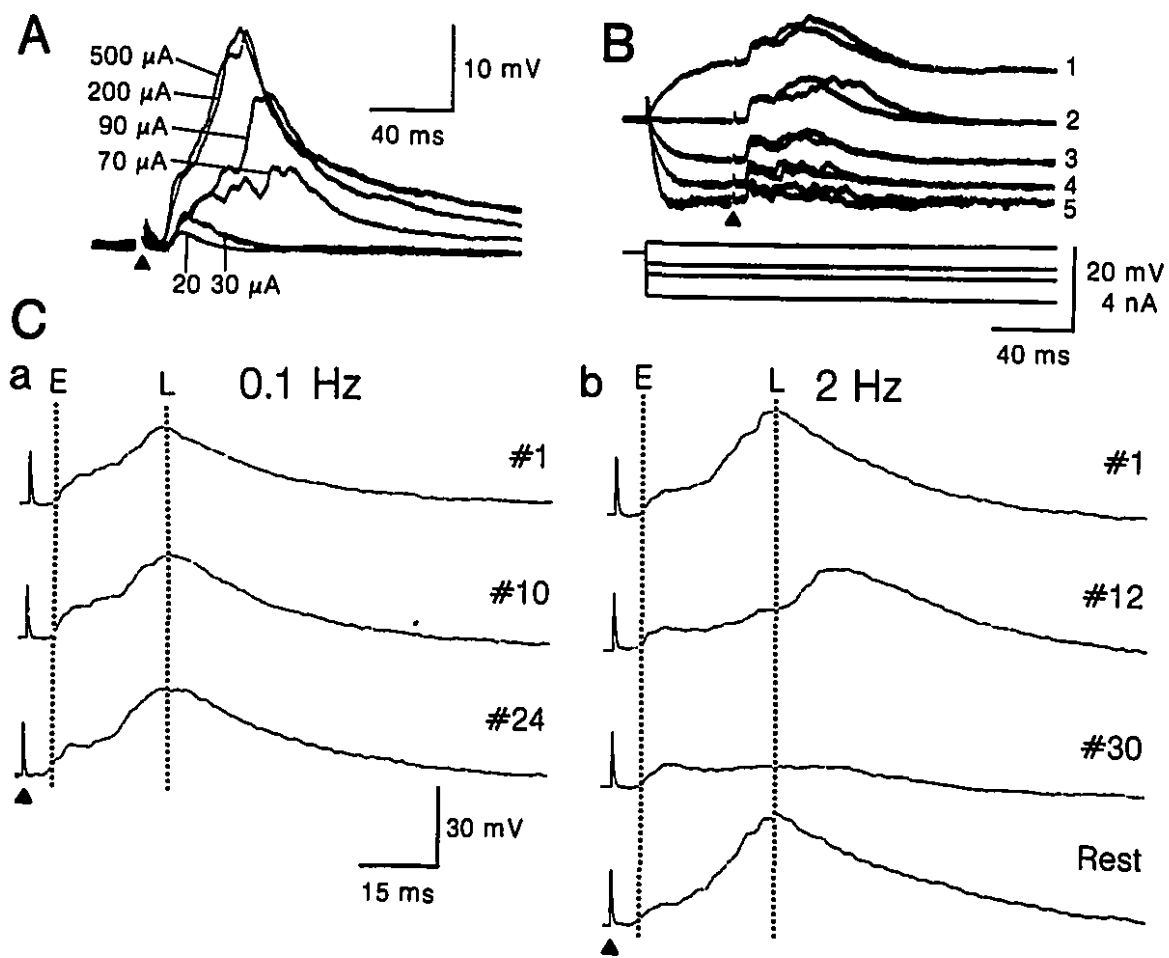 A
500 µA
200 µA
90 µA
70 µA
20 30 µA
10 mV
40 ms
B
1
2
3
4
5
20 mV
4 nA
40 ms
C
a
E
L
0.1 Hz
#1
#10
#24
30 mV
15 ms
b
E
L
2 Hz
#1
#12
#30
Rest